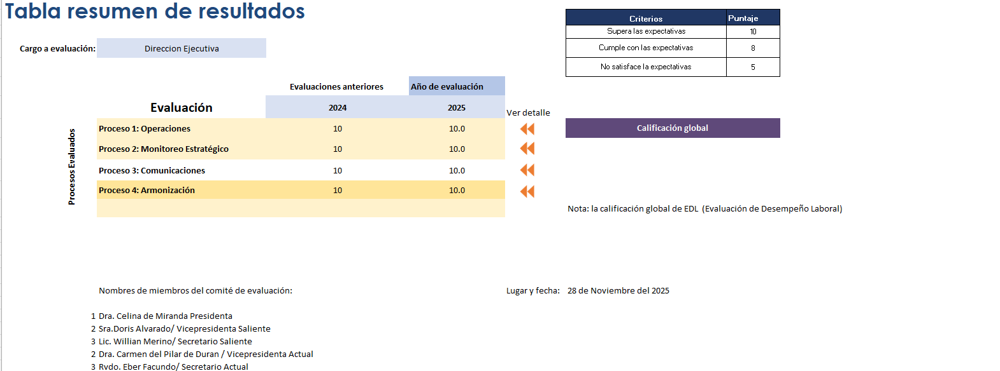 Tabla resumen de resultados
Criterios Puntaje
Supera las expectativas 10
Cumple con las expectativas 8
No satisface la expectativas 5
Cargo a evaluación: Direccion Ejecutiva
Evaluaciones anteriores Año de evaluación
Evaluación 2024 2025
Ver detalle
Procesos Evaluados
Proceso 1: Operaciones 10 10.0
Calificación global
Proceso 2: Monitoreo Estratégico 10 10.0
Proceso 3: Comunicaciones 10 10.0
Proceso 4: Armonización 10 10.0
Nota: la calificación global de EDL (Evaluación de Desempeño Laboral)
Nombres de miembros del comité de evaluación:
Lugar y fecha: 28 de Noviembre del 2025
1 Dra. Celina de Miranda Presidenta
2 Sra.Doris Alvarado/ Vicepresidenta Saliente
3 Lic. Willian Merino/ Secretario Saliente
2 Dra. Carmen del Pilar de Duran / Vicepresidenta Actual
3 Rvdo. Eber Facundo/ Secretario Actual